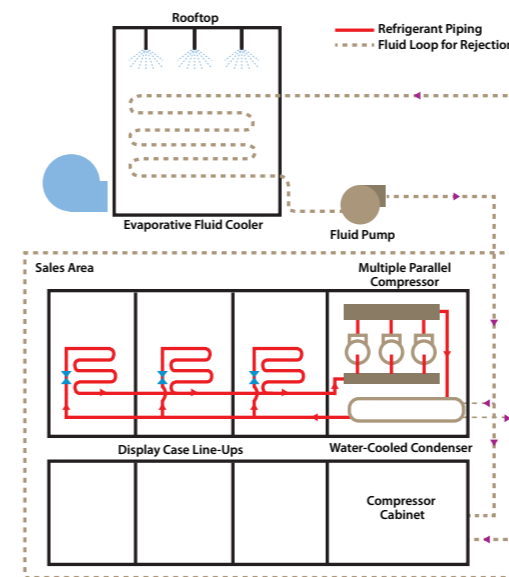 Rooftop
Refrigerant Piping
Fluid Loop for Rejection
Evaporative Fluid Cooler
Fluid Pump
Sales Area
Multiple Parallel
Compressor
Display Case Line-Ups
Water-Cooled Condenser
Compressor
Cabinet